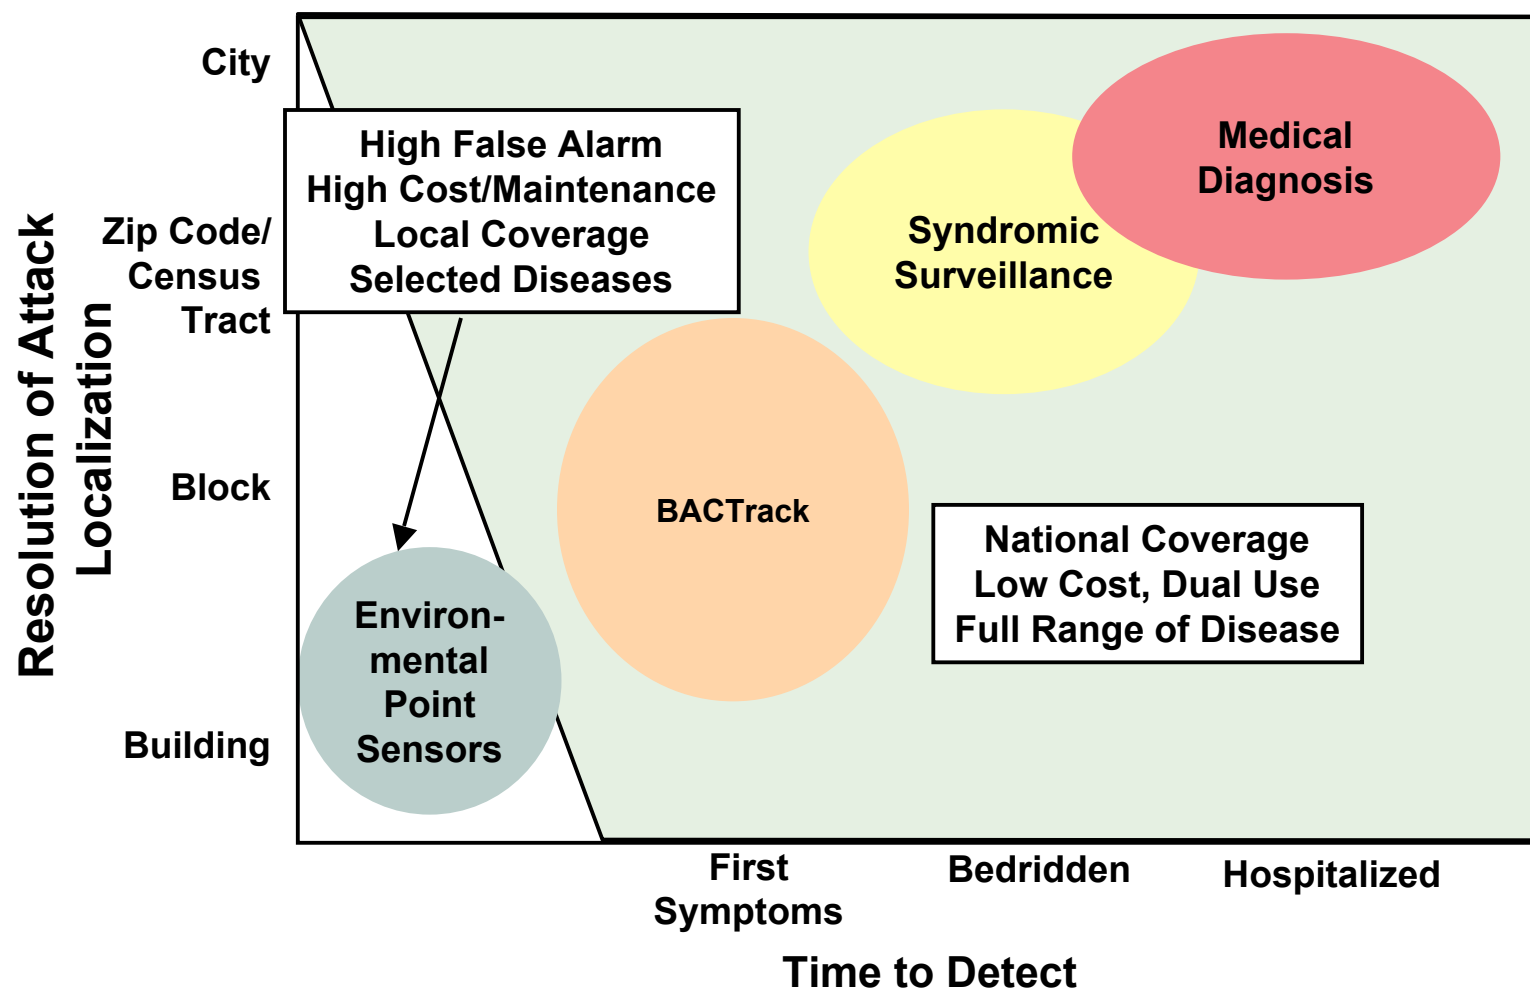 Resolution of Attack
Localization
City
Zip Code/
Census
Tract
Block
Building
High False Alarm
High Cost/Maintenance
Local Coverage
Selected Diseases
Medical
Diagnosis
Syndromic
Surveillance
BACTrack
National Coverage
Low Cost, Dual Use
Full Range of Disease
Environ-
mental
Point
Sensors
First
Symptoms
Bedridden
Hospitalized
Time to Detect